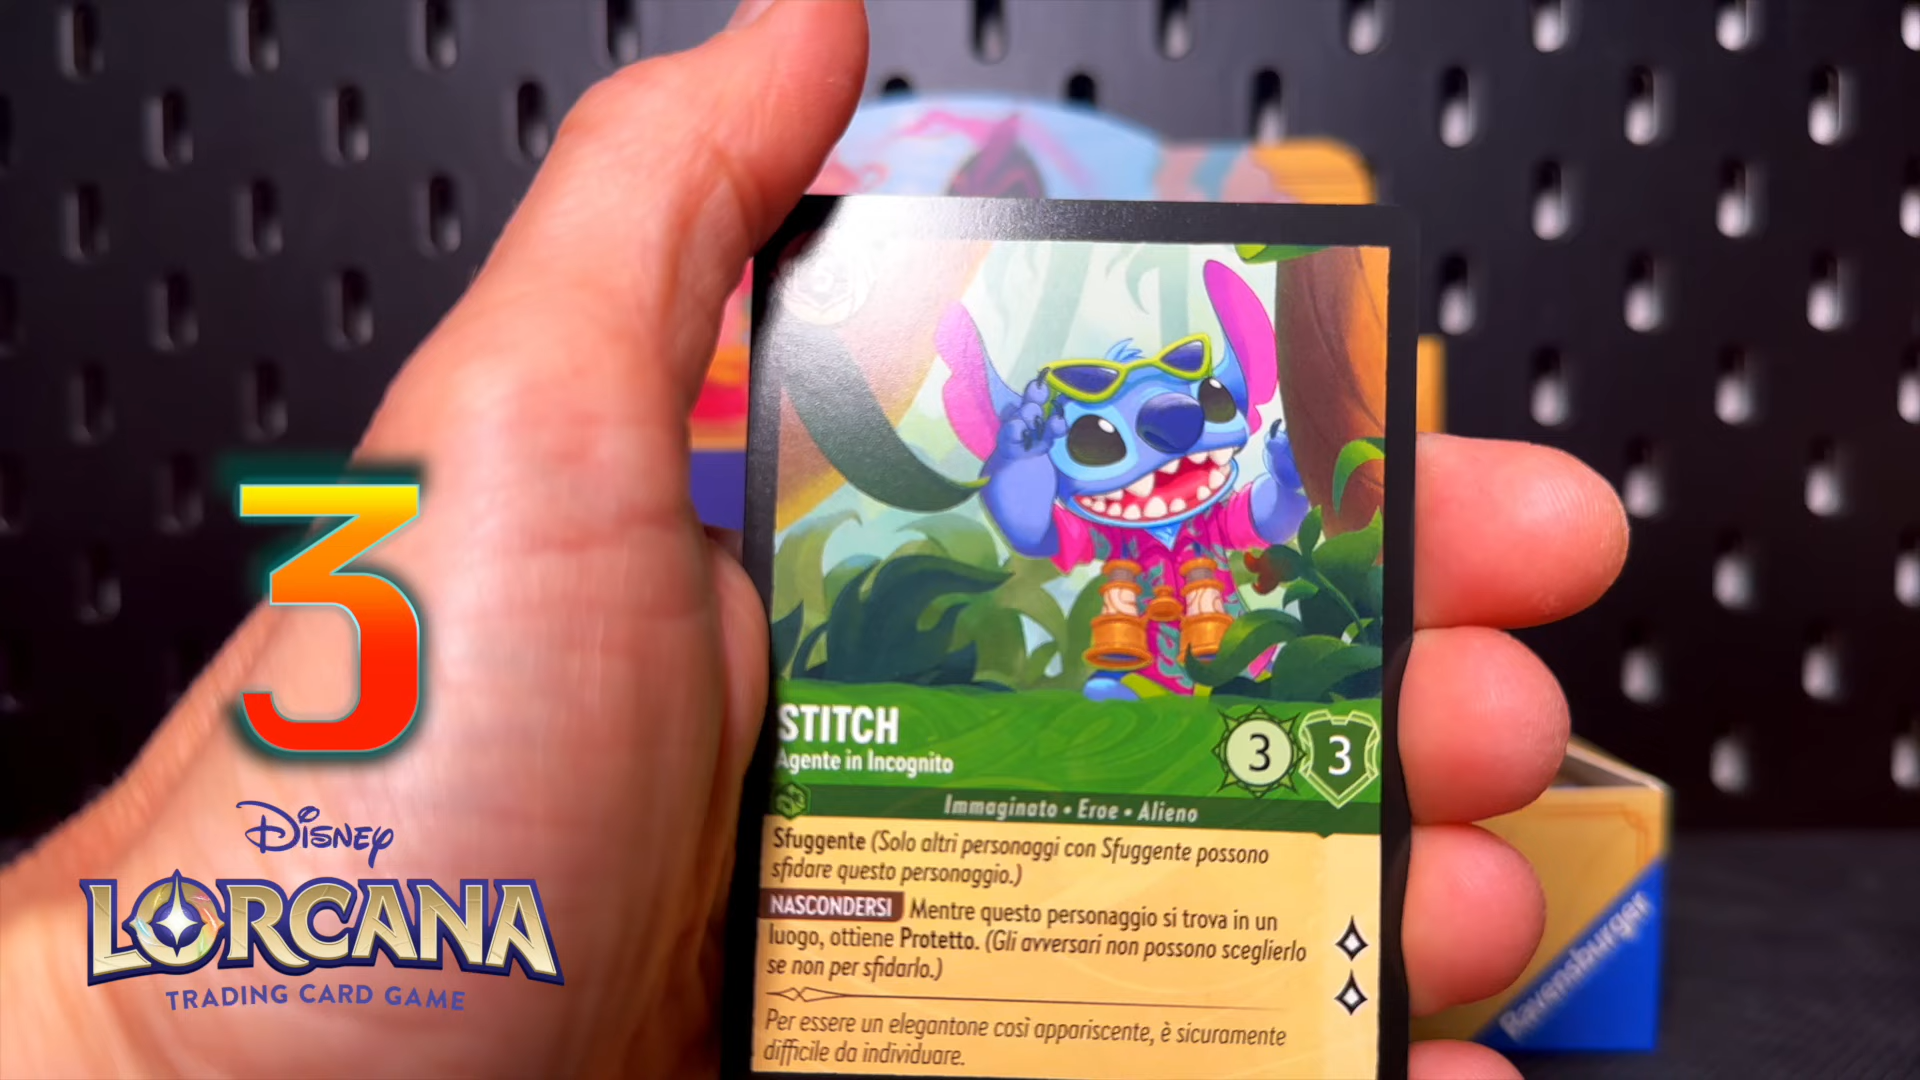 STITCH
Agente in Incognito
3 3
Immaginato • Eroe • Alieno
Sfuggente (Solo altri personaggi con Sfuggente possono
sfidare questo personaggio.)
NASCONDERSI Mentre questo personaggio si trova in un
luogo, ottiene Protetto. (Gli avversari non possono sceglierlo
se non per sfidarlo.)
Per essere un elegantone così appariscente, è sicuramente
difficile da individuare.
3
Disney
LORCANA
TRADING CARD GAME
Ravensburger